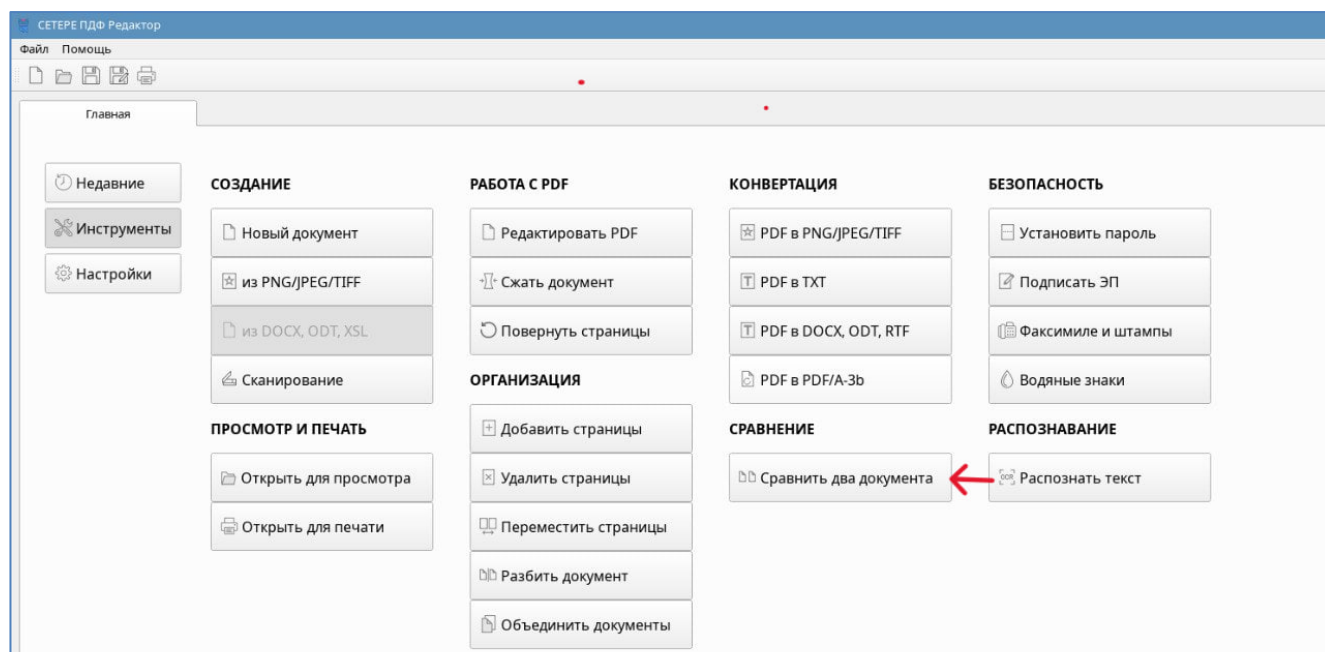 СЕТЕРЕ ПДФ Редактор
Файл Помощь
Главная
Недавние
Инструменты
Настройки
СОЗДАНИЕ
Новый документ
из PNG/JPEG/TIFF
из DOCX, ODT, XSL
Сканирование
ПРОСМОТР И ПЕЧАТЬ
Открыть для просмотра
Открыть для печати
РАБОТА С PDF
Редактировать PDF
Сжать документ
Повернуть страницы
ОРГАНИЗАЦИЯ
Добавить страницы
Удалить страницы
Переместить страницы
Разбить документ
Объединить документы
КОНВЕРТАЦИЯ
PDF в PNG/JPEG/TIFF
PDF в TXT
PDF в DOCX, ODT, RTF
PDF в PDF/A-3b
СРАВНЕНИЕ
Сравнить два документа
БЕЗОПАСНОСТЬ
Установить пароль
Подписать ЭП
Факсимиле и штампы
Водяные знаки
РАСПОЗНАВАНИЕ
Распознать текст